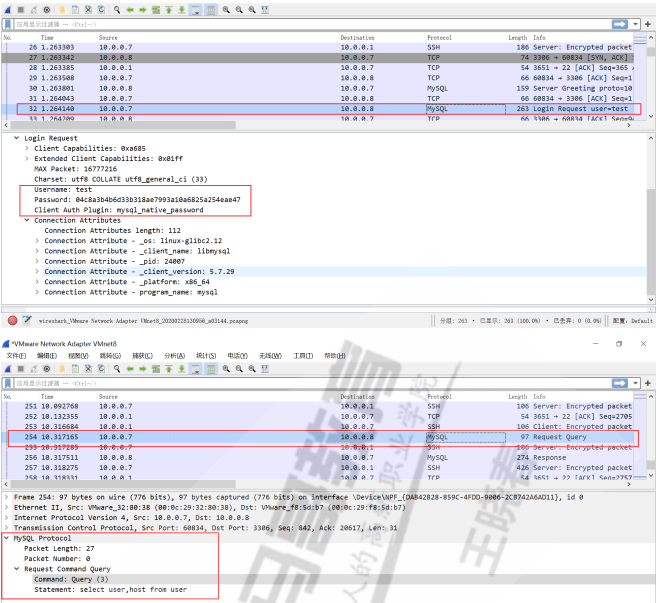 应用显示过滤器 … <Ctrl-/>
No. Time Source Destination Protocol Length Info
26 1.263303 10.0.0.7 10.0.0.1 SSH 186 Server: Encrypted packet
27 1.263342 10.0.0.7 10.0.0.8 TCP 74 3306 → 60834 [SYN, ACK]
28 1.263385 10.0.0.1 10.0.0.7 TCP 54 3651 → 22 [ACK] Seq=365
29 1.263508 10.0.0.7 10.0.0.8 TCP 66 60834 → 3306 [ACK] Seq=1
30 1.263801 10.0.0.8 10.0.0.7 MySQL 159 Server Greeting proto=10
31 1.264043 10.0.0.7 10.0.0.8 TCP 66 60834 → 3306 [ACK] Seq=1
32 1.264140 10.0.0.7 10.0.0.8 MySQL 263 Login Request user=test
33 1.264209 10.0.0.8 10.0.0.7 TCP 66 3306 → 60834 [ACK]
Login Request
Client Capabilities: 0xa685
Extended Client Capabilities: 0x01ff
MAX Packet: 16777216
Charset: utf8 COLLATE utf8_general_ci (33)
Username: test
Password: 04c8a3b4b6d33b318ae7993a10a6825a254eae47
Client Auth Plugin: mysql_native_password
Connection Attributes
Connection Attributes length: 112
Connection Attribute - _os: linux-glibc2.12
Connection Attribute - _client_name: libmysql
Connection Attribute - _pid: 24007
Connection Attribute - _client_version: 5.7.29
Connection Attribute - _platform: x86_64
Connection Attribute - program_name: mysql
wireshark_VMware Network Adapter VMnet8_20200228130956_a03144.pcapng 分组: 263 · 已显示: 263 (100.0%) · 已丢弃: 0 (0.0%) 配置: Default
*VMware Network Adapter VMnet8
文件(F) 编辑(E) 视图(V) 跳转(G) 捕获(C) 分析(A) 统计(S) 电话(Y) 无线(W) 工具(T) 帮助(H)
应用显示过滤器 … <Ctrl-/>
No. Time Source Destination Protocol Length Info
251 10.092768 10.0.0.7 10.0.0.1 SSH 106 Server: Encrypted packet
252 10.132355 10.0.0.1 10.0.0.7 TCP 54 3651 → 22 [ACK] Seq=2705
253 10.316684 10.0.0.1 10.0.0.7 SSH 106 Client: Encrypted packet
254 10.317165 10.0.0.7 10.0.0.8 MySQL 97 Request Query
255 10.317285 10.0.0.7 10.0.0.1 SSH 106 Server: Encrypted packet
256 10.317511 10.0.0.8 10.0.0.7 MySQL 274 Response
257 10.318275 10.0.0.7 10.0.0.1 SSH 426 Server: Encrypted packet
258 10.318331 10.0.0.1 10.0.0.7 TCP 54 3651 → 22 [ACK] Seq=2757
Frame 254: 97 bytes on wire (776 bits), 97 bytes captured (776 bits) on interface \Device\NPF_{DAB42828-859C-4FDD-9006-2CB742A6AD11}, id 0
Ethernet II, Src: VMware_32:80:38 (00:0c:29:32:80:38), Dst: VMware_f8:5d:b7 (00:0c:29:f8:5d:b7)
Internet Protocol Version 4, Src: 10.0.0.7, Dst: 10.0.0.8
Transmission Control Protocol, Src Port: 60834, Dst Port: 3306, Seq: 842, Ack: 20617, Len: 31
MySQL Protocol
Packet Length: 27
Packet Number: 0
Request Command Query
Command: Query (3)
Statement: select user,host from user